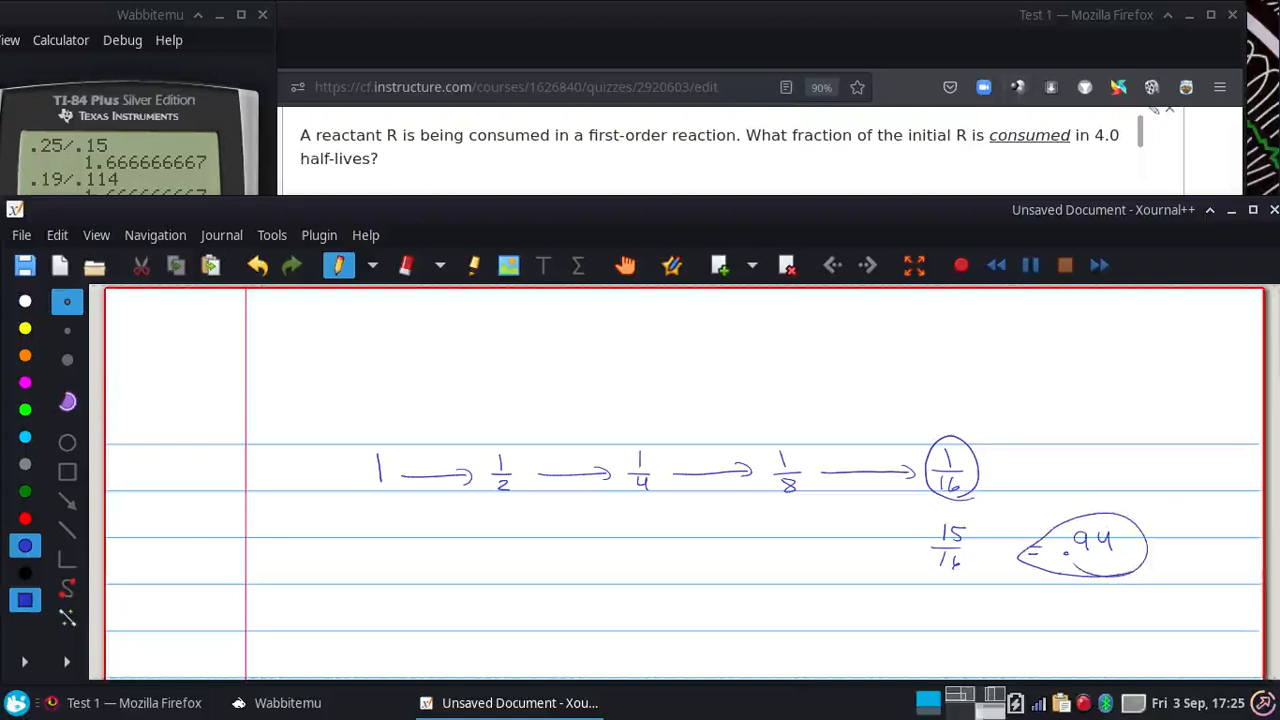 Wabbitemu
Test 1 — Mozilla Firefox
iew Calculator Debug Help
https://cf.instructure.com/courses/1626840/quizzes/2920603/edit
90%
TI-84 Plus Silver Edition
TEXAS INSTRUMENTS
.25/.15
1.666666667
.19/.114
1.666666667
A reactant R is being consumed in a first-order reaction. What fraction of the initial R is consumed in 4.0
half-lives?
Unsaved Document - Xournal++
File Edit View Navigation Journal Tools Plugin Help
1 → 1/2 → 1/4 → 1/8 → 1/16
15/16 = .94
Test 1 — Mozilla Firefox
Wabbitemu
Unsaved Document - Xou...
Fri 3 Sep, 17:25